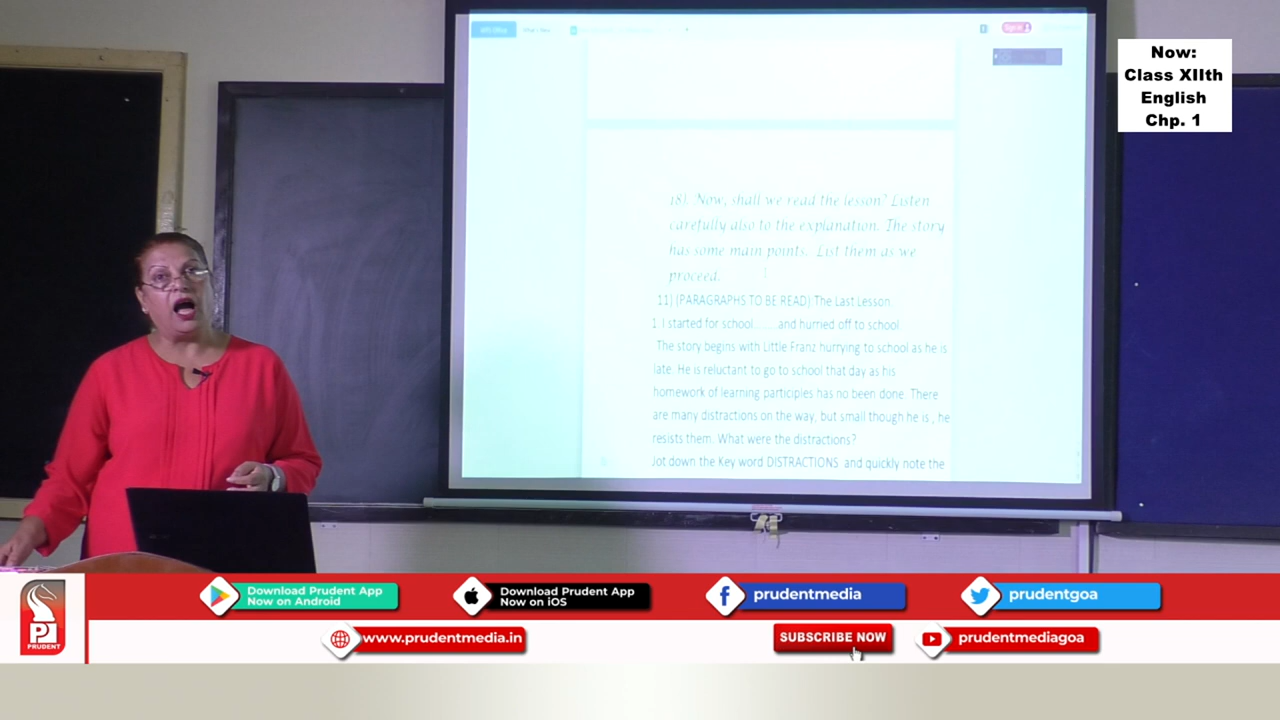 Now:
Class XIIth
English
Chp. 1
18). Now, shall we read the lesson? Listen
carefully also to the explanation. The story
has some main points. List them as we
proceed.
11] (PARAGRAPHS TO BE READ) The Last Lesson.
1 I started for school........and hurried off to school
The story begins with Little Franz hurrying to school as he is
late. He is reluctant to go to school that day as his
homework of learning participles has no been done. There
are many distractions on the way, but small though he is , he
resists them. What were the distractions?
Jot down the Key word DISTRACTIONS and quickly note the
PRUDENT
Download Prudent App
Now on Android
Download Prudent App
Now on iOS
prudentmedia
prudentgoa
www.prudentmedia.in
SUBSCRIBE NOW
prudentmediagoa